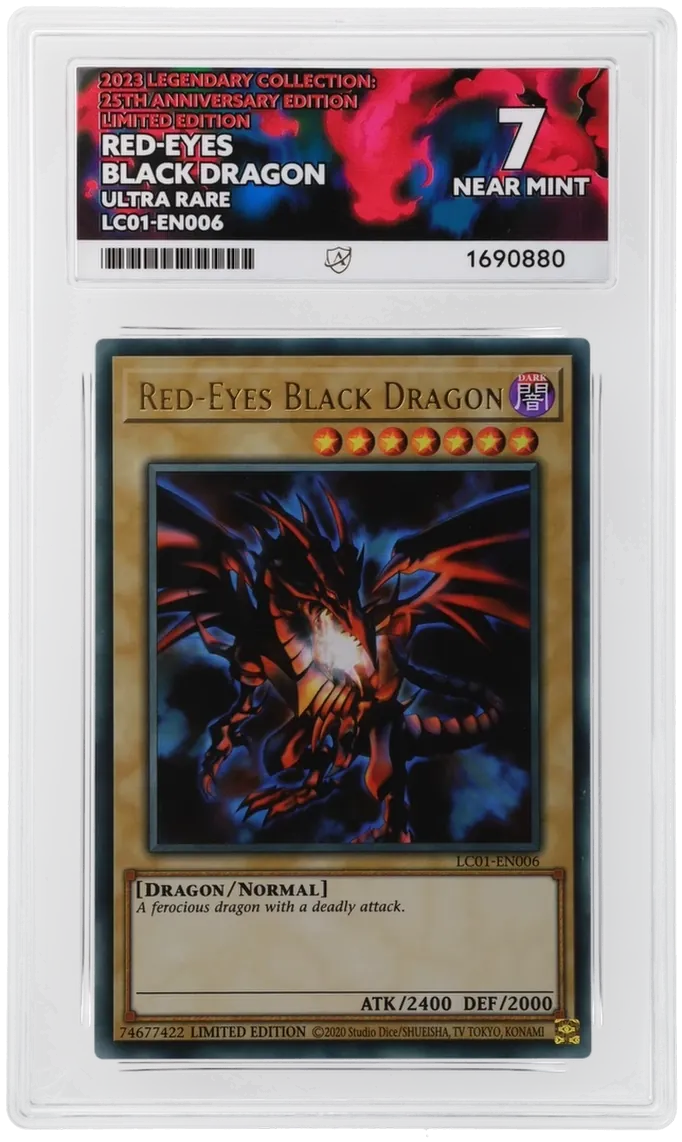 2023 LEGENDARY COLLECTION:
25TH ANNIVERSARY EDITION
LIMITED EDITION
RED-EYES
BLACK DRAGON
ULTRA RARE
LC01-EN006
7
NEAR MINT
A
1690880
RED-EYES BLACK DRAGON
DARK
闇
LC01-EN006
[DRAGON/NORMAL]
A ferocious dragon with a deadly attack.
ATK/2400 DEF/2000
74677422 LIMITED EDITION ©2020 Studio Dice/SHUEISHA, TV TOKYO, KONAMI